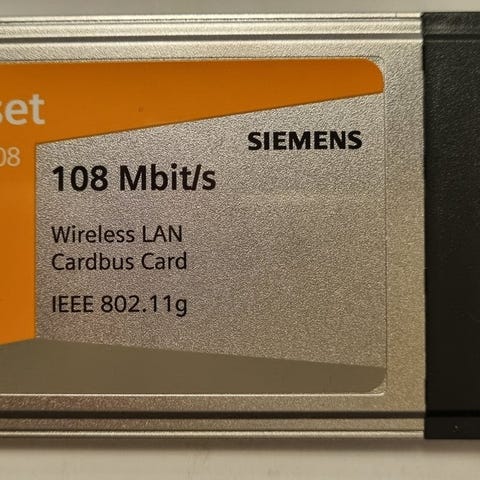 set
08
SIEMENS
108 Mbit/s
Wireless LAN
Cardbus Card
IEEE 802.11g